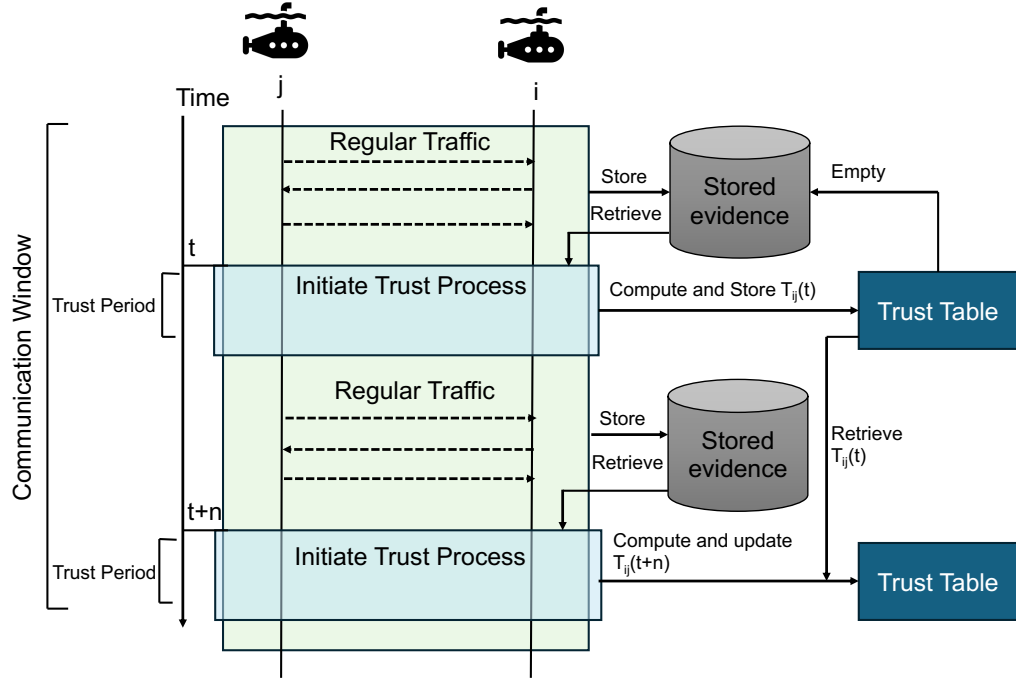 j
i
Time
Regular Traffic
Store
Stored
evidence
Empty
Retrieve
t
Communication Window
Trust Period
Initiate Trust Process
Compute and Store Tij(t)
Trust Table
Regular Traffic
Store
Stored
evidence
Retrieve
Retrieve
Tij(t)
t+n
Trust Period
Initiate Trust Process
Compute and update
Tij(t+n)
Trust Table